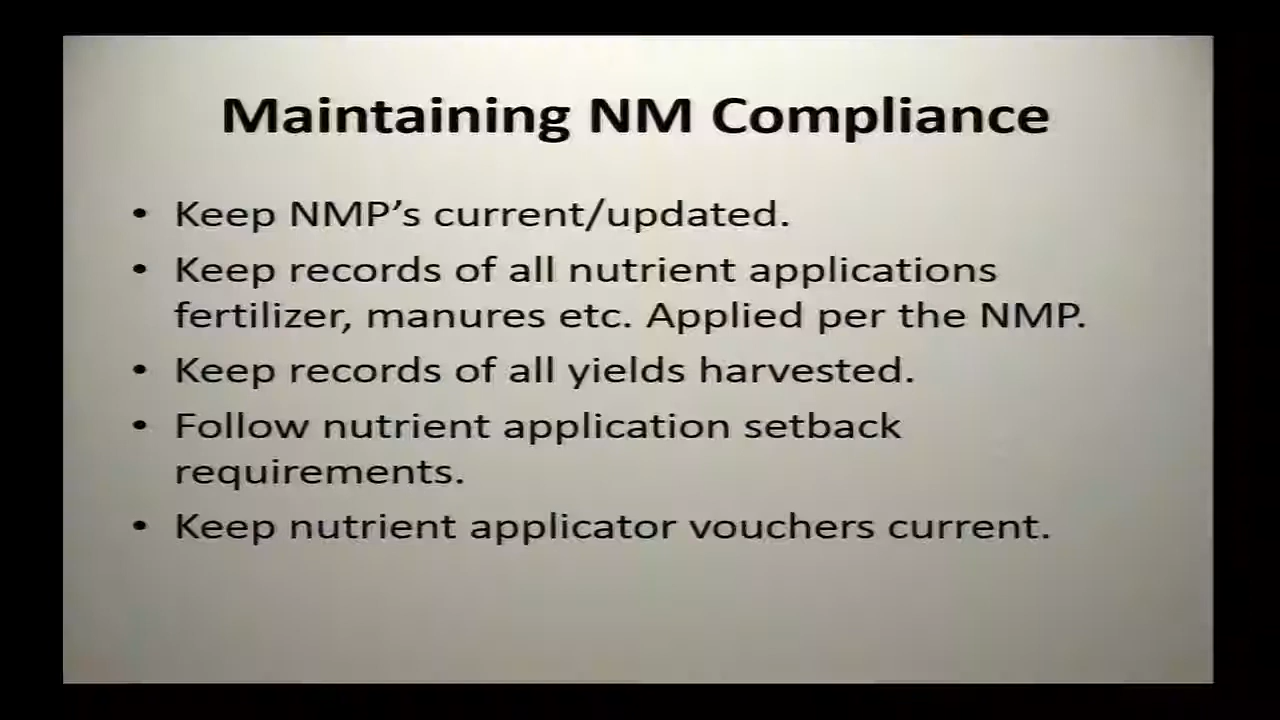 Maintaining NM Compliance
• Keep NMP's current/updated.
• Keep records of all nutrient applications
fertilizer, manures etc. Applied per the NMP.
• Keep records of all yields harvested.
• Follow nutrient application setback
requirements.
• Keep nutrient applicator vouchers current.